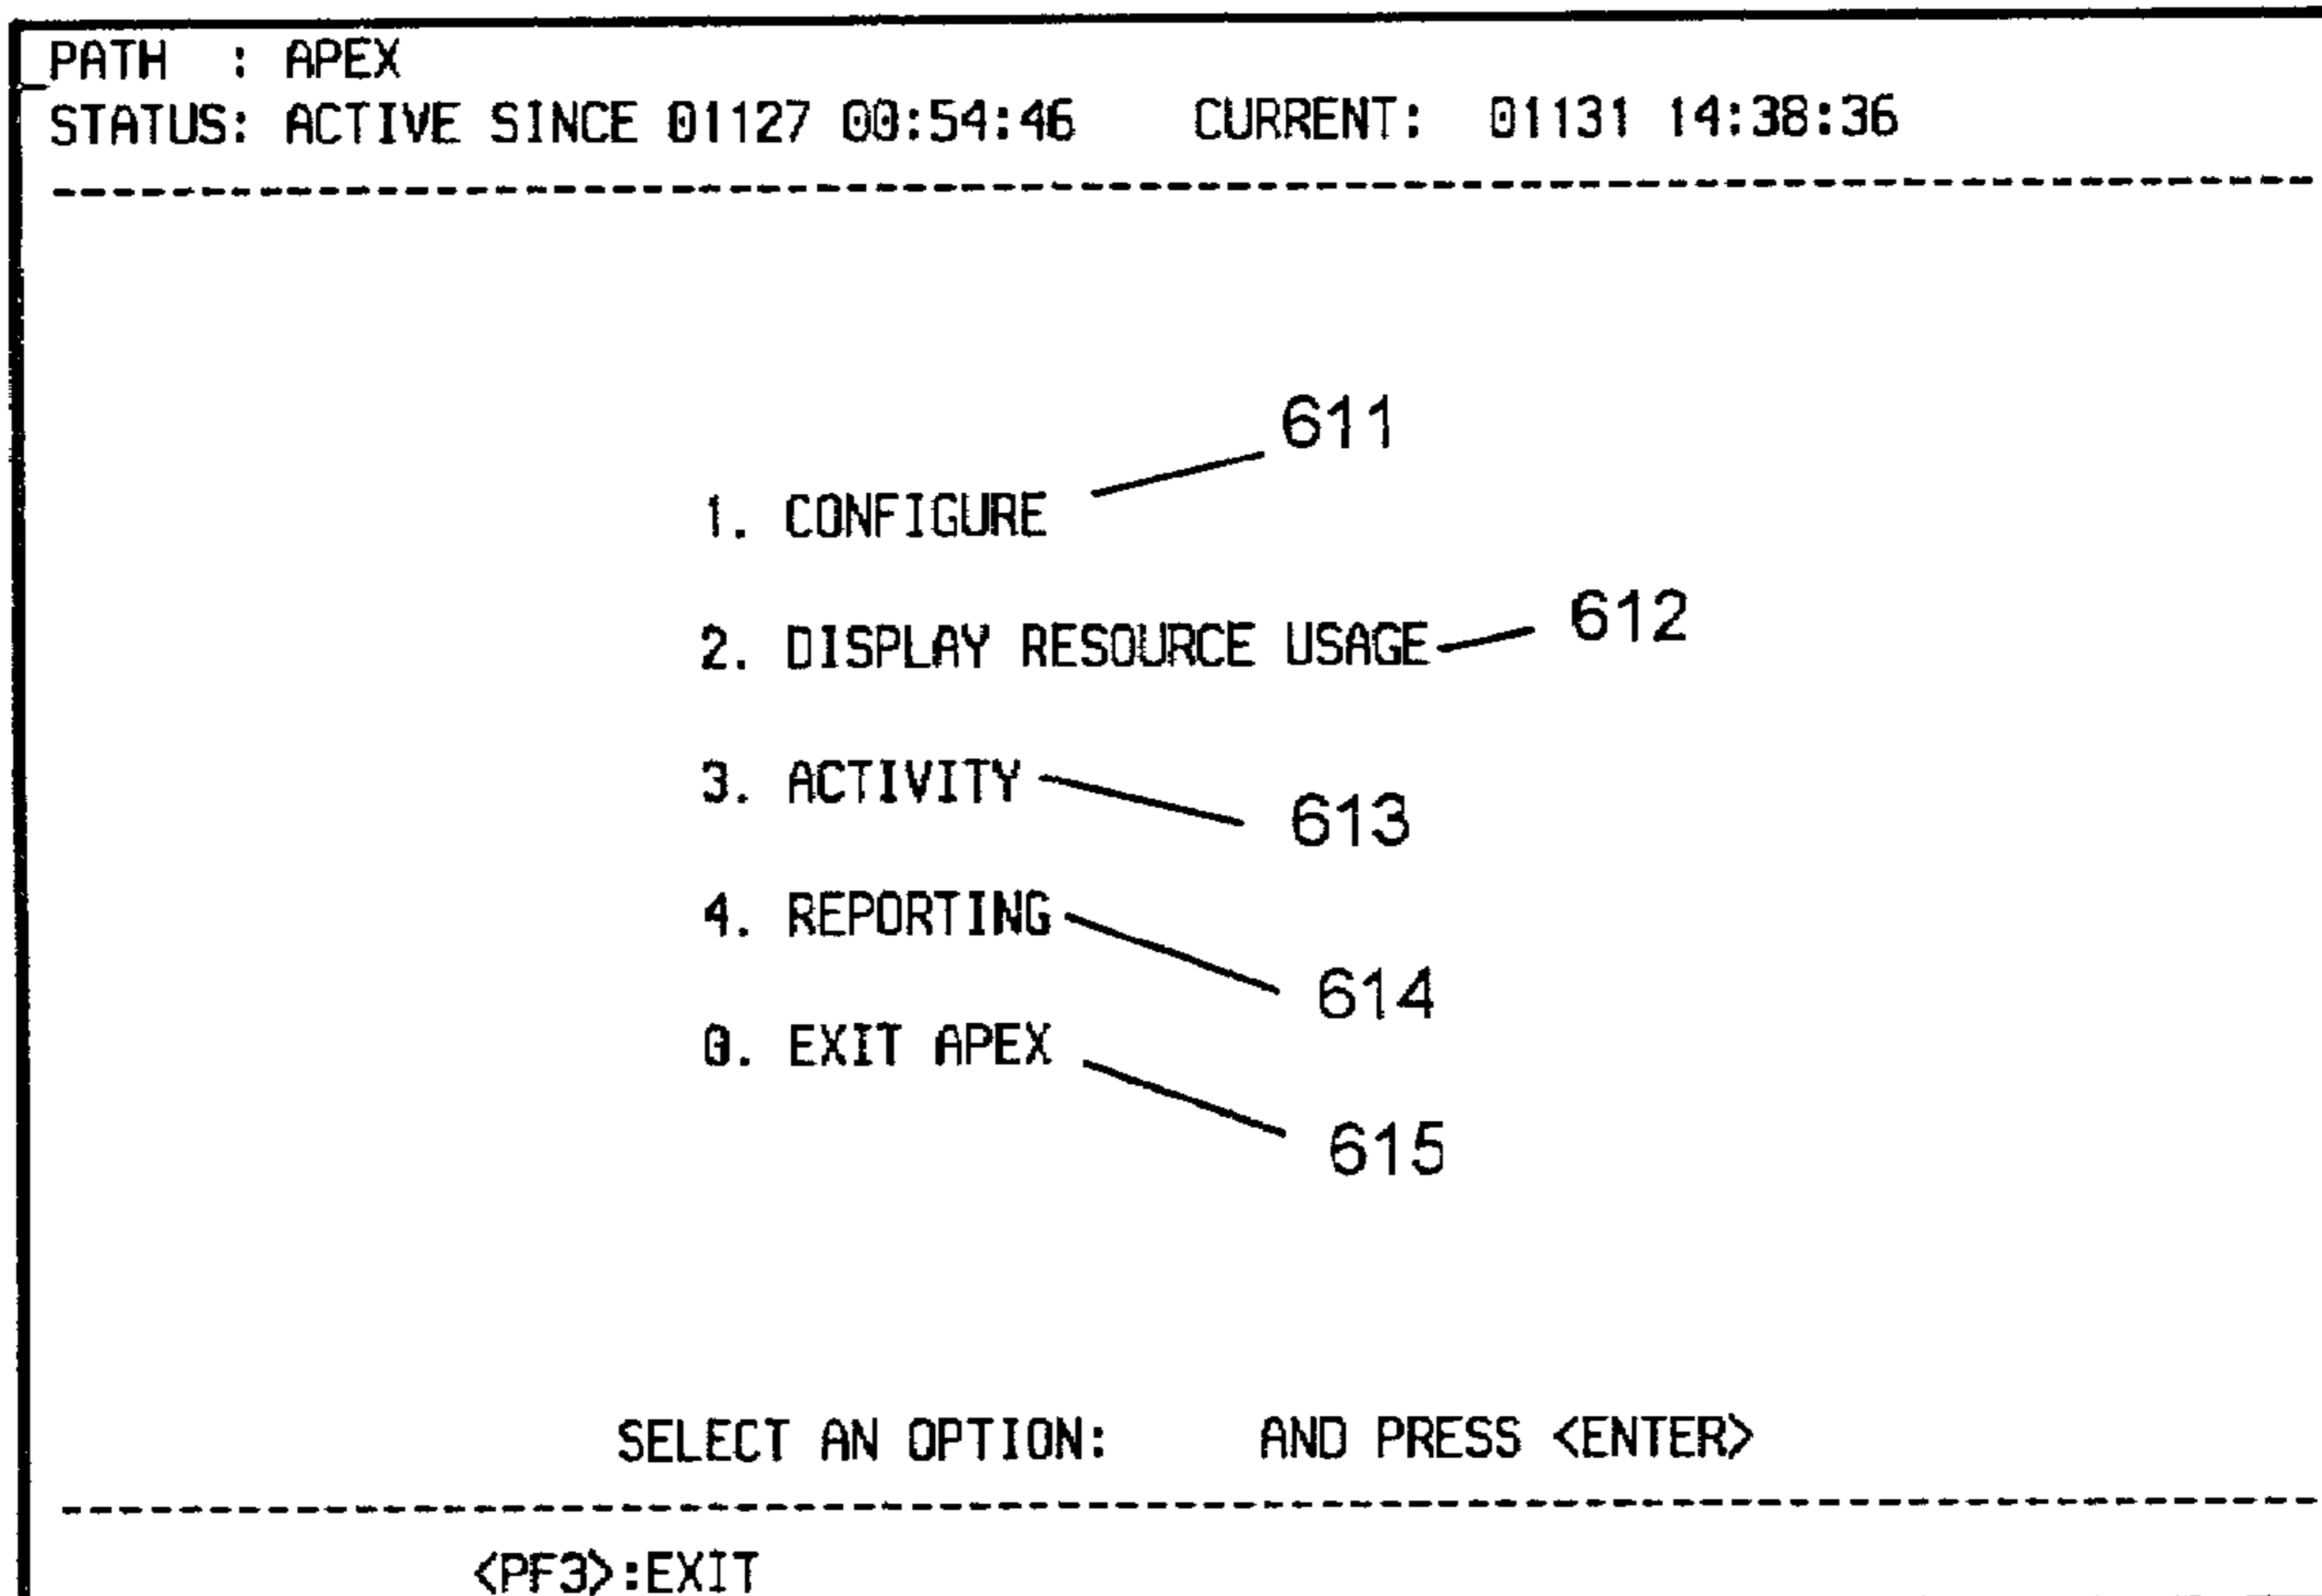 PATH : APEX
STATUS: ACTIVE SINCE 01127 00:54:46 CURRENT: 01131 14:38:36
611
1. CONFIGURE
2. DISPLAY RESOURCE USAGE 612
3. ACTIVITY
613
4. REPORTING
614
0. EXIT APEX
615
SELECT AN OPTION: AND PRESS <ENTER>
<PF3>:EXIT